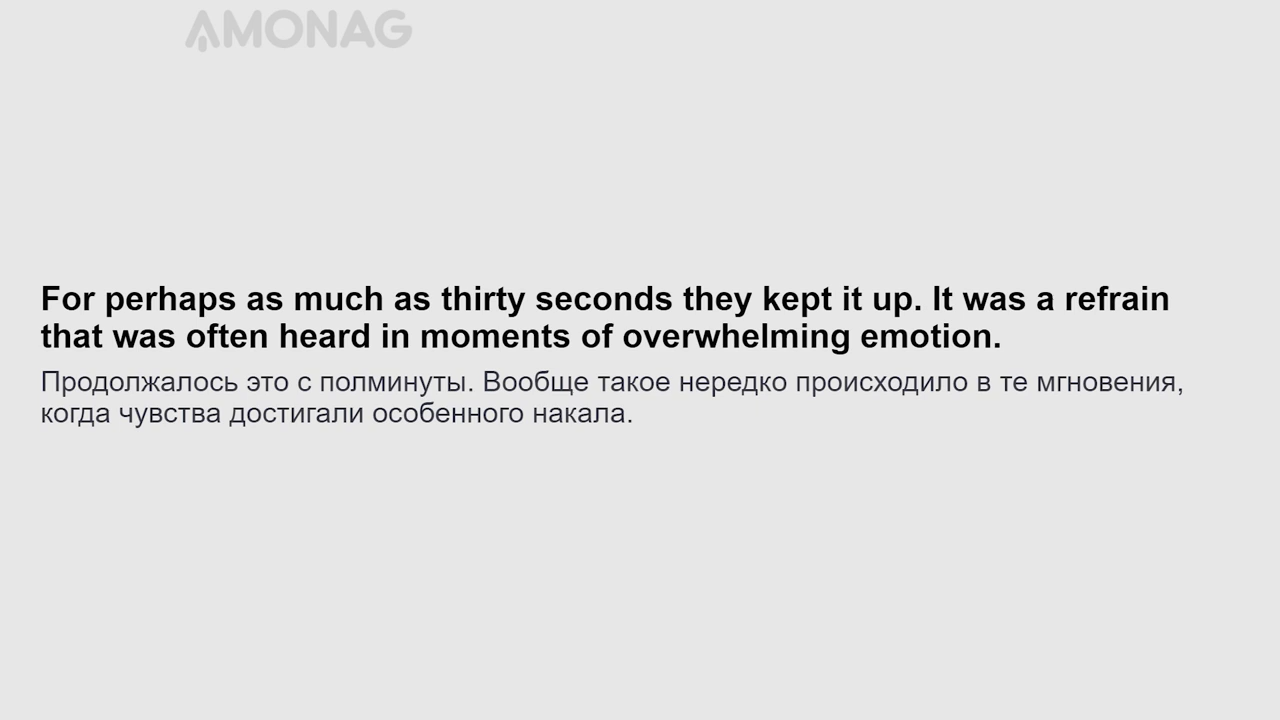 AMONAG
For perhaps as much as thirty seconds they kept it up. It was a refrain
that was often heard in moments of overwhelming emotion.
Продолжалось это с полминуты. Вообще такое нередко происходило в те мгновения,
когда чувства достигали особенного накала.